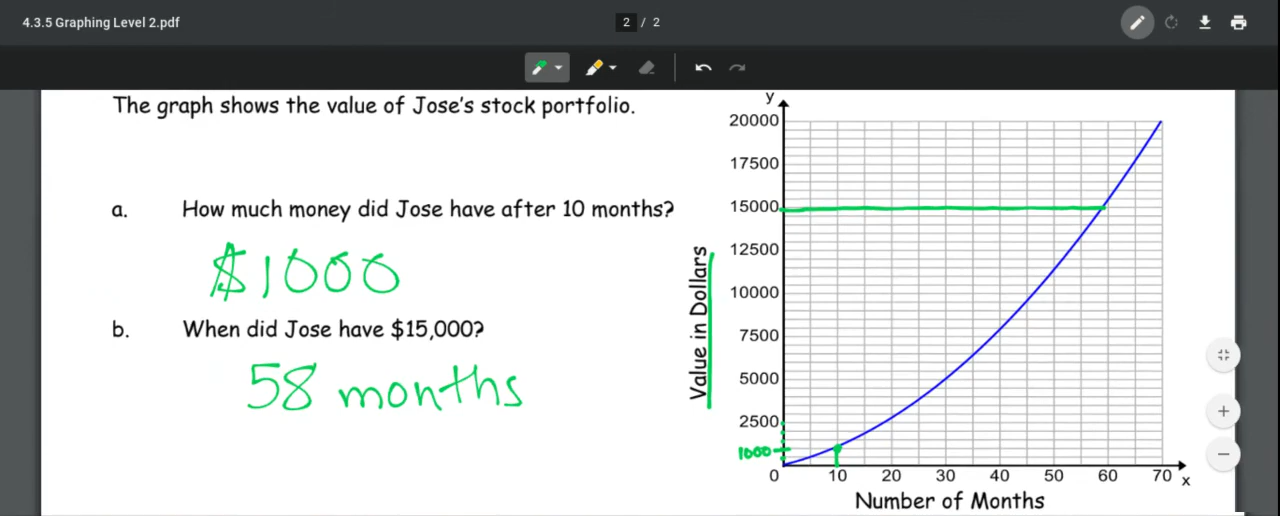 4.3.5 Graphing Level 2.pdf
2 / 2
The graph shows the value of Jose's stock portfolio.
a. How much money did Jose have after 10 months?
$1000
b. When did Jose have $15,000?
58 months
y
20000
17500
15000
12500
10000
7500
5000
2500
1000
0 10 20 30 40 50 60 70 x
Value in Dollars
Number of Months